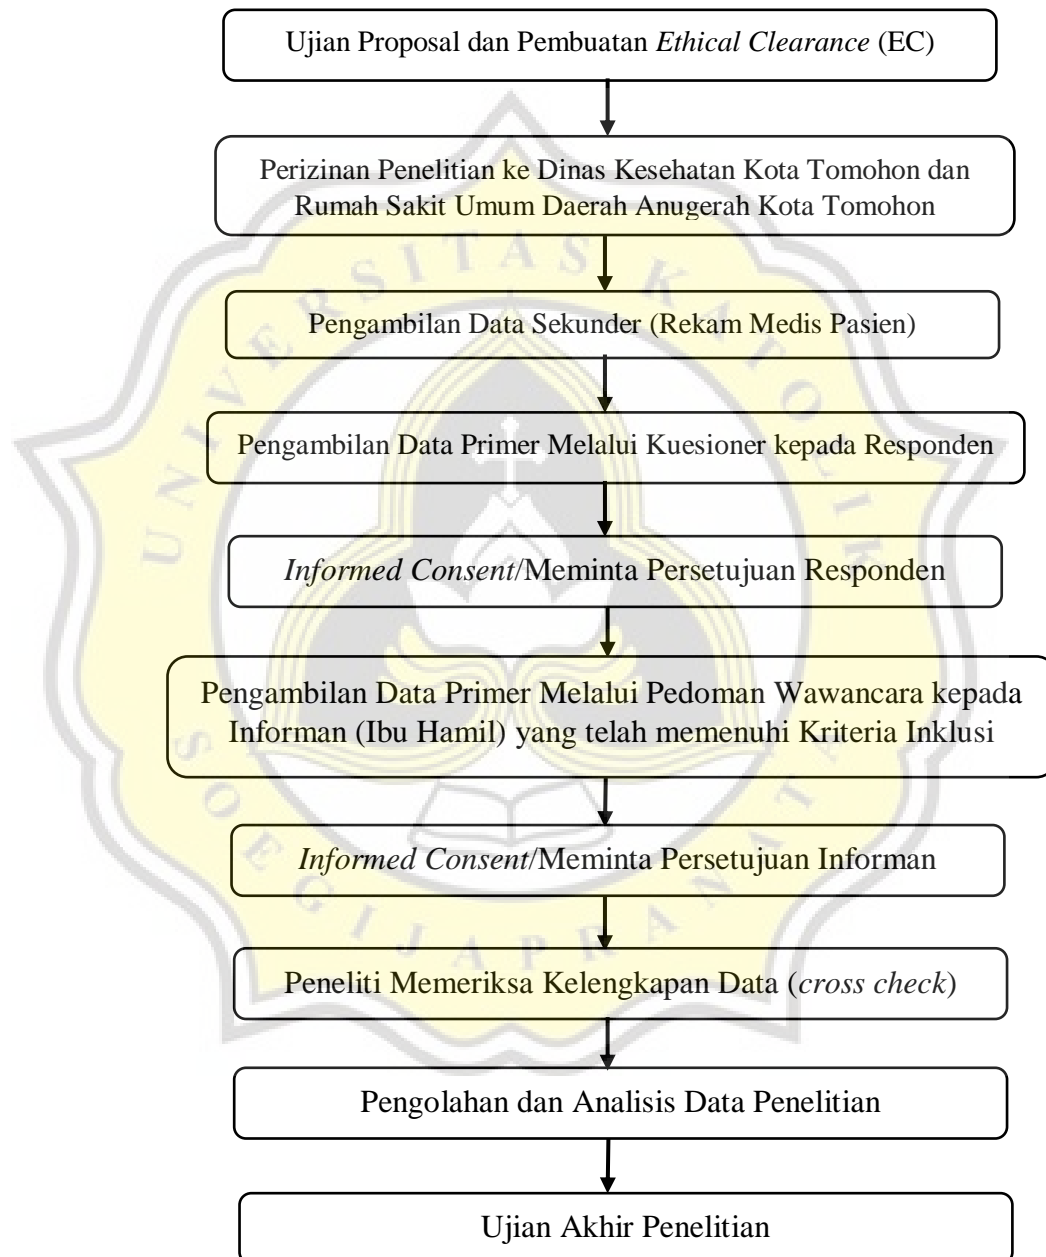 Ujian Proposal dan Pembuatan Ethical Clearance (EC)
Perizinan Penelitian ke Dinas Kesehatan Kota Tomohon dan
Rumah Sakit Umum Daerah Anugerah Kota Tomohon
Pengambilan Data Sekunder (Rekam Medis Pasien)
Pengambilan Data Primer Melalui Kuesioner kepada Responden
Informed Consent/Meminta Persetujuan Responden
Pengambilan Data Primer Melalui Pedoman Wawancara kepada
Informan (Ibu Hamil) yang telah memenuhi Kriteria Inklusi
Informed Consent/Meminta Persetujuan Informan
Peneliti Memeriksa Kelengkapan Data (cross check)
Pengolahan dan Analisis Data Penelitian
Ujian Akhir Penelitian
UNIVERSITAS KATOLIK
SOEGIJAPRANATA